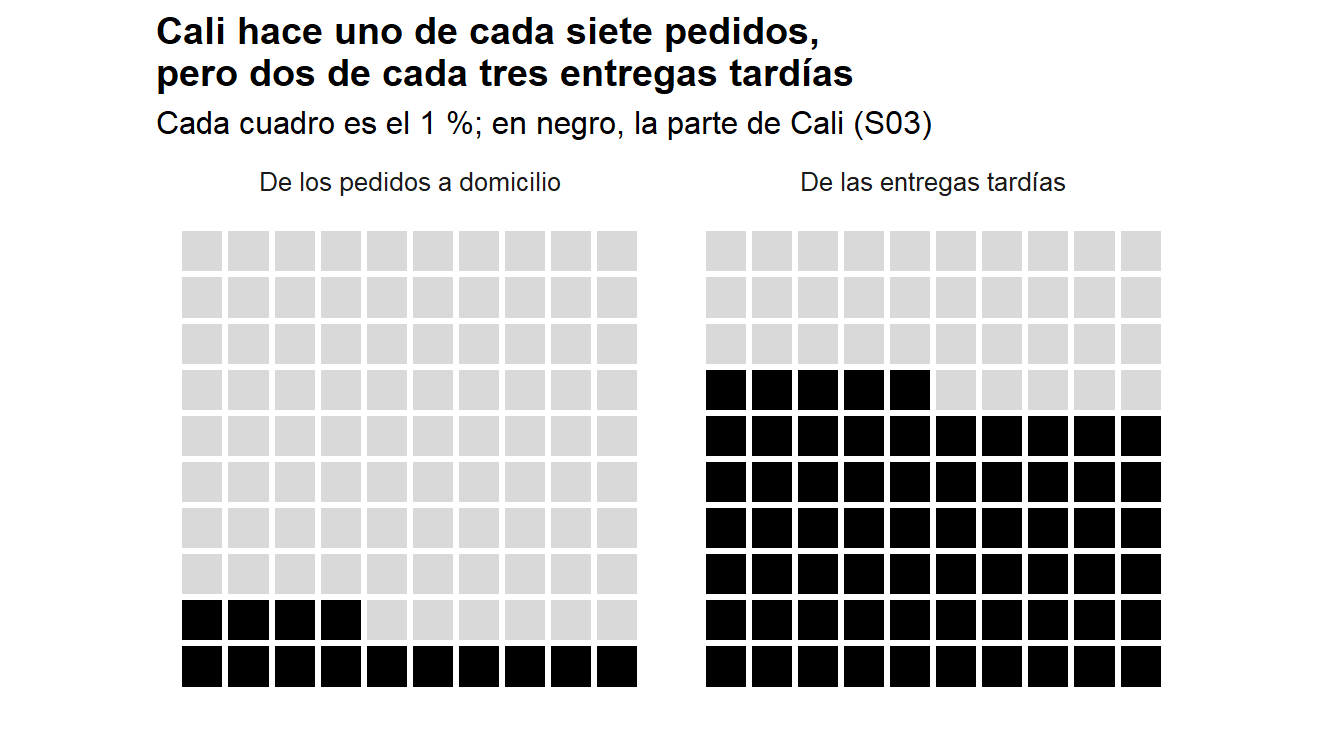 Cali hace uno de cada siete pedidos,
pero dos de cada tres entregas tardías
Cada cuadro es el 1 %; en negro, la parte de Cali (S03)
De los pedidos a domicilio
De las entregas tardías